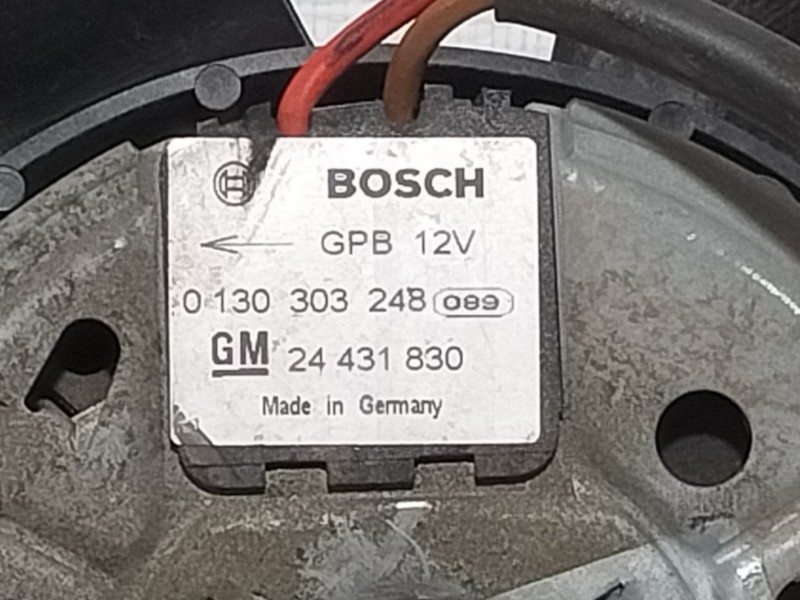 BOSCH
GPB 12V
0 130 303 248 089
GM 24 431 830
Made in Germany